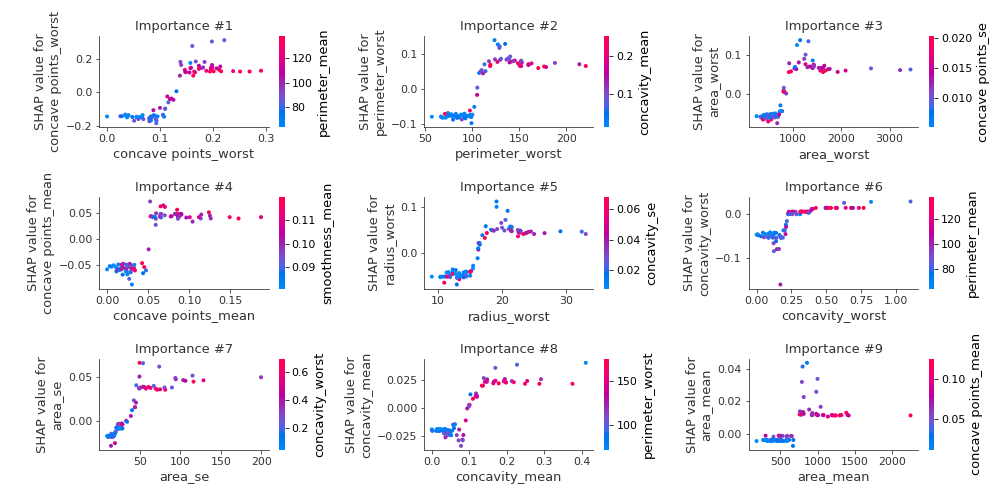 Importance #1
SHAP value for
concave points_worst
0.2
0.0
−0.2
0.0
0.1
0.2
0.3
concave points_worst
120
100
80
perimeter_mean
Importance #2
SHAP value for
perimeter_worst
0.1
0.0
−0.1
50
100
150
200
perimeter_worst
0.2
0.1
concavity_mean
Importance #3
SHAP value for
area_worst
0.1
0.0
1000
2000
3000
area_worst
0.020
0.015
0.010
concave points_se
Importance #4
SHAP value for
concave points_mean
0.05
0.00
−0.05
0.00
0.05
0.10
0.15
concave points_mean
0.11
0.10
0.09
smoothness_mean
Importance #5
SHAP value for
radius_worst
0.1
0.0
10
20
30
radius_worst
0.06
0.04
0.02
concavity_se
Importance #6
SHAP value for
concavity_worst
0.0
−0.1
0.00
0.25
0.50
0.75
1.00
concavity_worst
120
100
80
perimeter_mean
Importance #7
SHAP value for
area_se
0.05
0.00
50
100
150
200
area_se
0.6
0.4
0.2
concavity_worst
Importance #8
SHAP value for
concavity_mean
0.025
0.000
−0.025
0.0
0.1
0.2
0.3
0.4
concavity_mean
150
100
perimeter_worst
Importance #9
SHAP value for
area_mean
0.04
0.02
0.00
500
1000
1500
2000
area_mean
0.10
0.05
concave points_mean